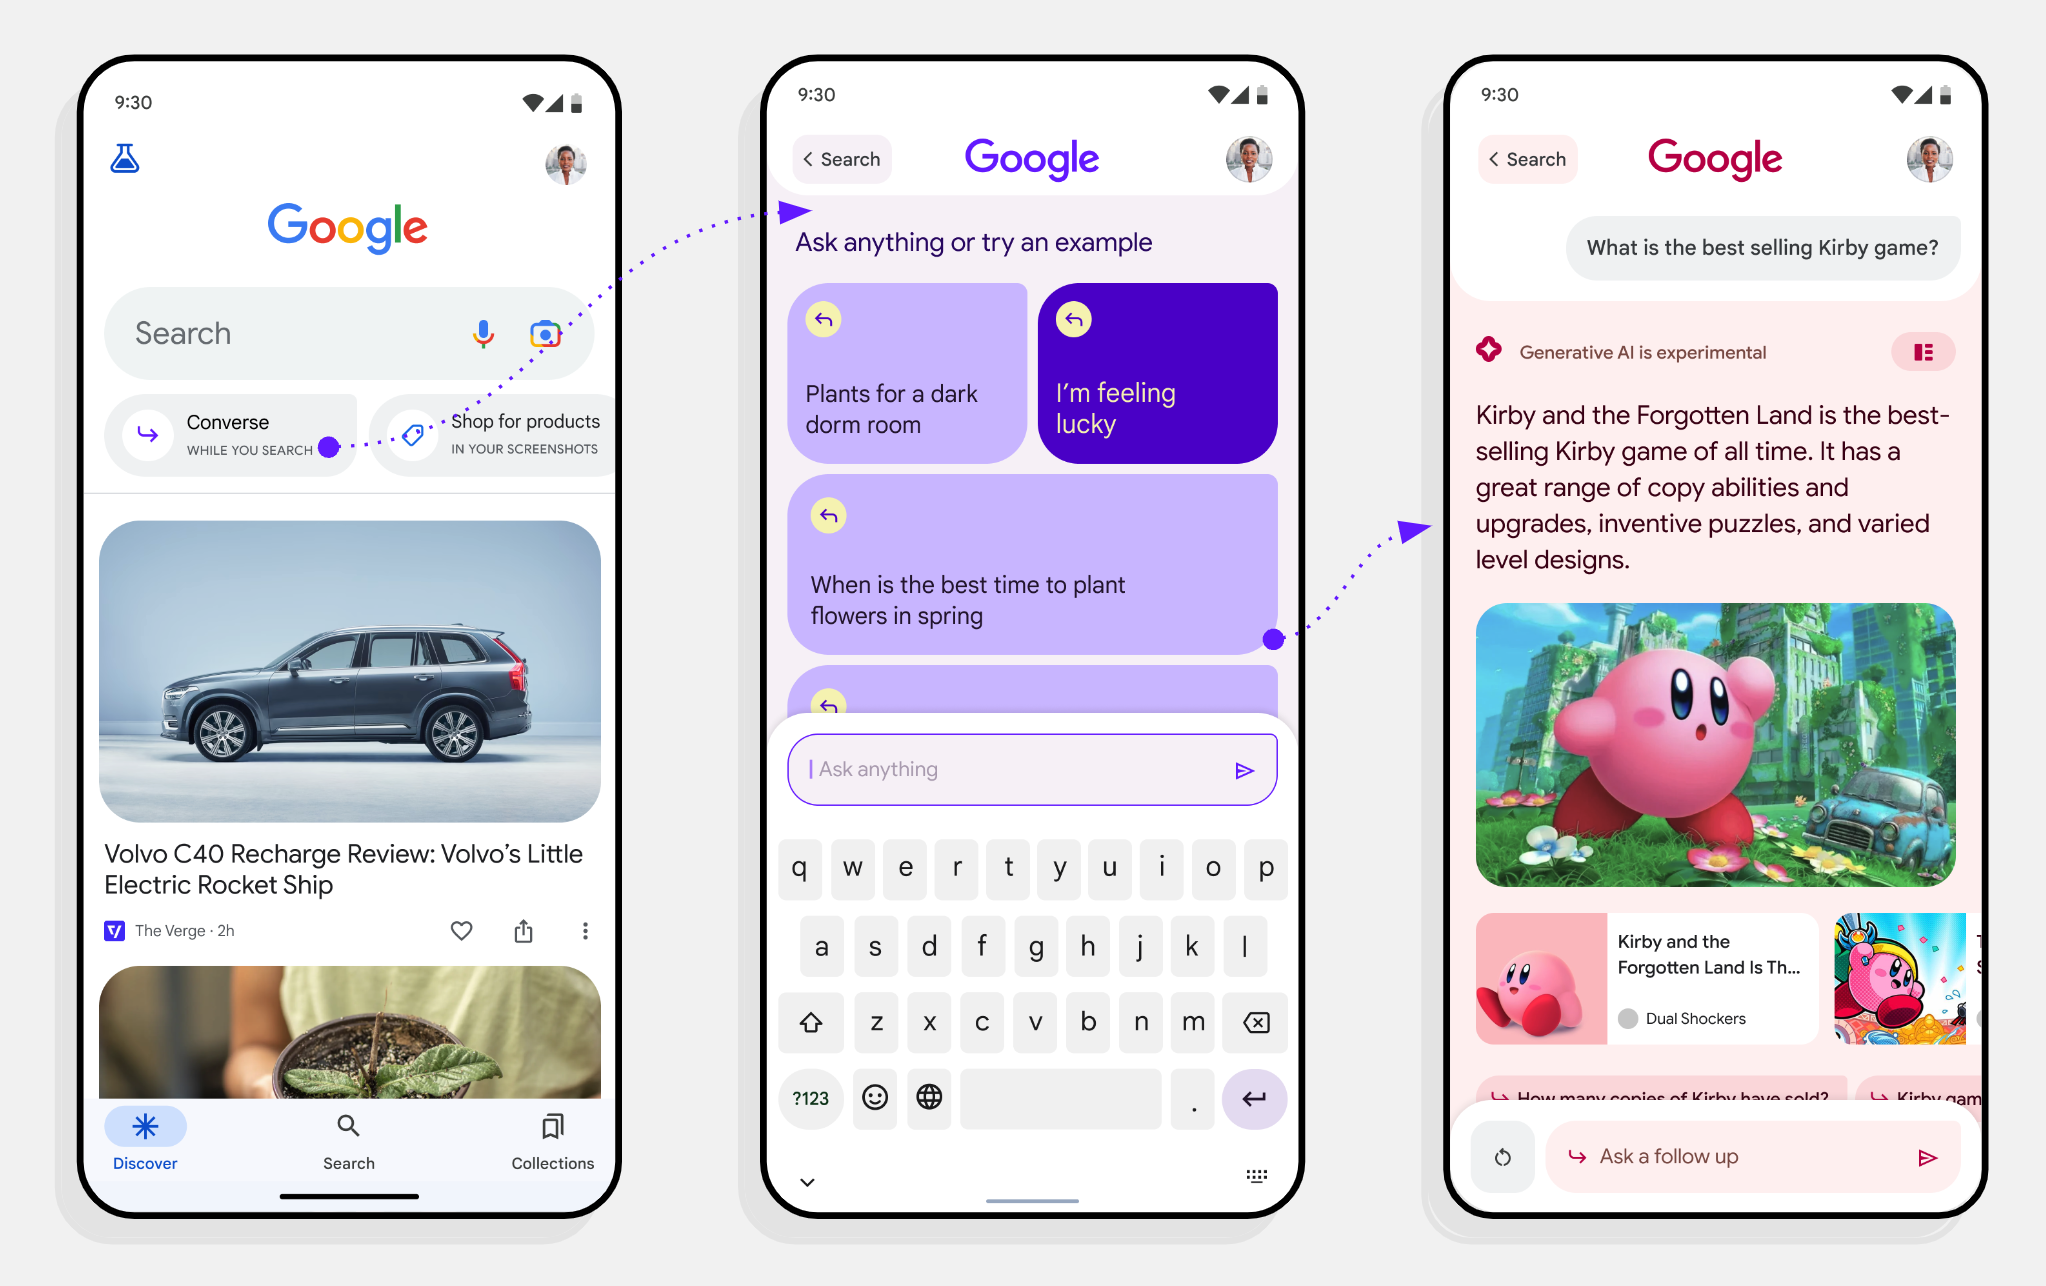 9:30
Google
Search
Converse
WHILE YOU SEARCH
Shop for products
IN YOUR SCREENSHOTS
Volvo C40 Recharge Review: Volvo's Little
Electric Rocket Ship
The Verge · 2h
Discover
Search
Collections
9:30
Search
Google
Ask anything or try an example
Plants for a dark
dorm room
I'm feeling
lucky
When is the best time to plant
flowers in spring
Ask anything
q w e r t y u i o p
a s d f g h j k l
z x c v b n m
?123 .
9:30
Search
Google
What is the best selling Kirby game?
Generative AI is experimental
Kirby and the Forgotten Land is the best-
selling Kirby game of all time. It has a
great range of copy abilities and
upgrades, inventive puzzles, and varied
level designs.
Kirby and the
Forgotten Land Is Th...
Dual Shockers
How many copies of Kirby have sold?
Kirby gam
Ask a follow up